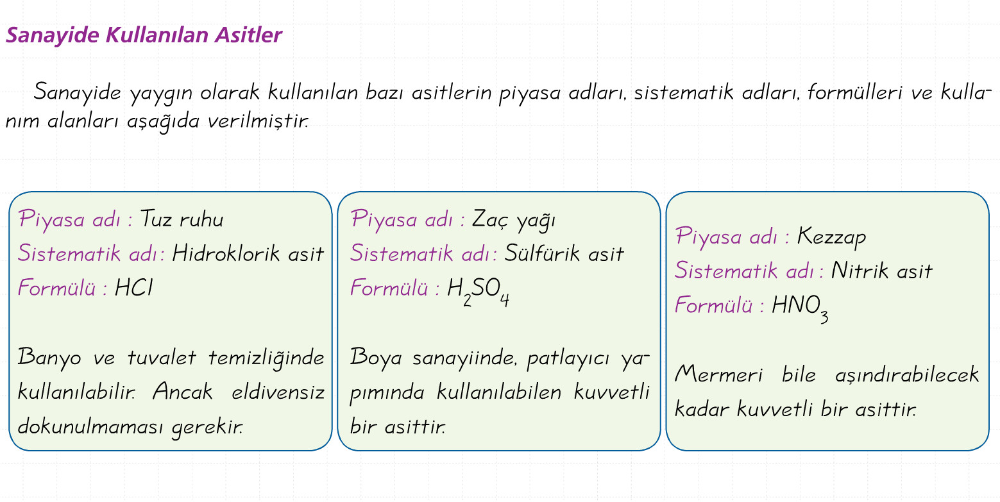 Sanayide Kullanılan Asitler
Sanayide yaygın olarak kullanılan bazı asitlerin piyasa adları, sistematik adları, formülleri ve kulla-
nım alanları aşağıda verilmiştir.
Piyasa adı : Tuz ruhu
Sistematik adı : Hidroklorik asit
Formülü : HCl
Banyo ve tuvalet temizliğinde
kullanılabilir. Ancak eldivensiz
dokunulmaması gerekir.
Piyasa adı : Zaç yağı
Sistematik adı : Sülfürik asit
Formülü : H₂SO₄
Boya sanayiinde, patlayıcı ya-
pımında kullanılabilen kuvvetli
bir asittir.
Piyasa adı : Kezzap
Sistematik adı : Nitrik asit
Formülü : HNO₃
Mermeri bile aşındırabilecek
kadar kuvvetli bir asittir.